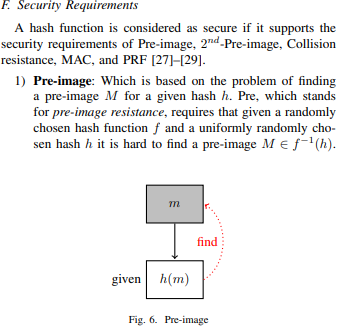 F. Security Requirements
A hash function is considered as secure if it supports the
security requirements of Pre-image, 2nd-Pre-image, Collision
resistance, MAC, and PRF [27]–[29].
1) Pre-image: Which is based on the problem of finding
a pre-image M for a given hash h. Pre, which stands
for pre-image resistance, requires that given a randomly
chosen hash function f and a uniformly randomly cho-
sen hash h it is hard to find a pre-image M ∈ f−1(h).
m
find
given h(m)
Fig. 6. Pre-image